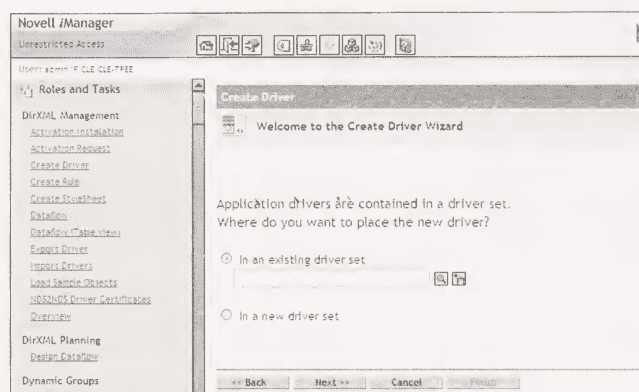 Novell iManager
Unrestricted Access
Roles and Tasks
DirXML Management
Activation Installation
Activation Request
Create Driver
Create Rule
Create StyleSheet
Dataflow
Dataflow (Table View)
Export Driver
Import Drivers
Load Sample Objects
NDS2NDS Driver Certificates
Overview
DirXML Planning
Design Dataflow
Dynamic Groups
Create Driver
Welcome to the Create Driver Wizard
Application drivers are contained in a driver set.
Where do you want to place the new driver?
In an existing driver set
In a new driver set
<< Back
Next >>
Cancel
Finish